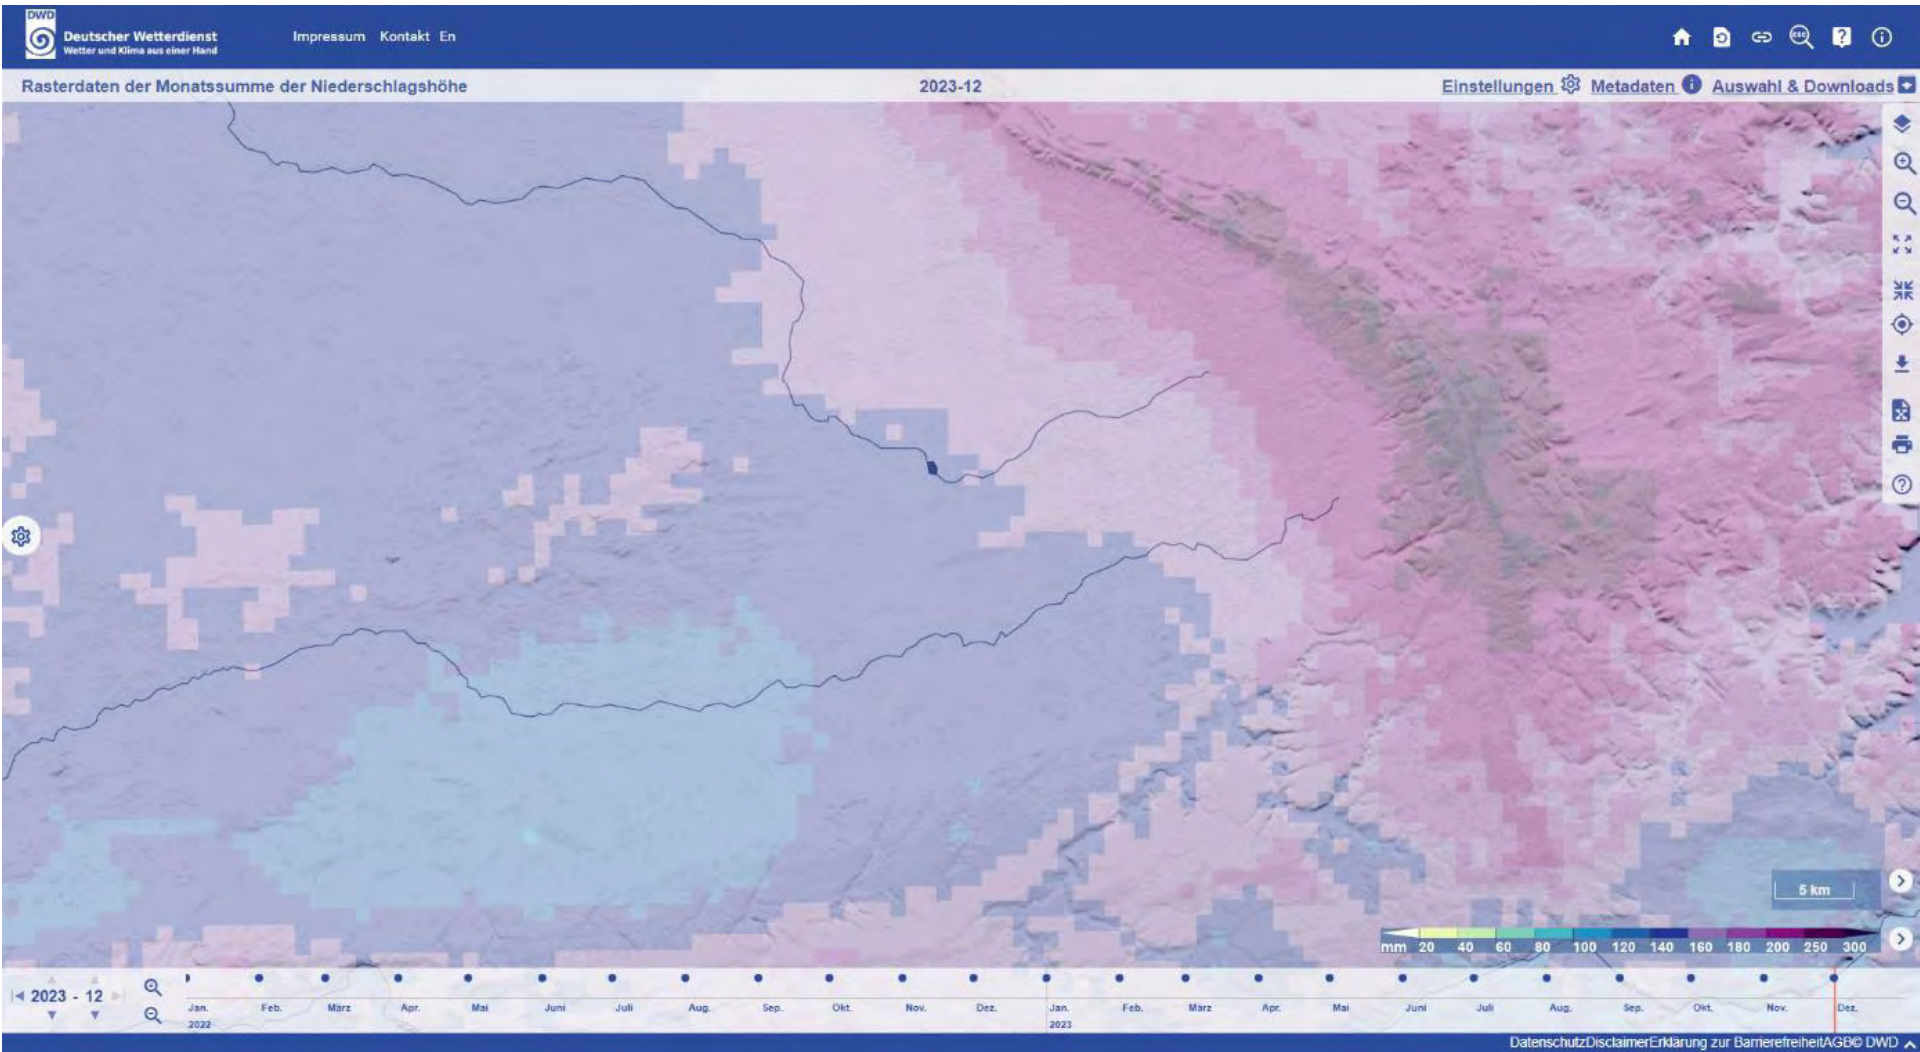 DWD
Deutscher Wetterdienst
Wetter und Klima aus einer Hand
Impressum Kontakt En
Rasterdaten der Monatssumme der Niederschlagshöhe
2023-12
Einstellungen Metadaten Auswahl & Downloads
5 km
mm 20 40 60 80 100 120 140 160 180 200 250 300
2023 - 12
Jan. Feb. März Apr. Mai Juni Juli Aug. Sep. Okt. Nov. Dez. Jan. Feb. März Apr. Mai Juni Juli Aug. Sep. Okt. Nov. Dez.
2022 2023
DatenschutzDisclaimerErklärung zur BarrierefreiheitAGB© DWD